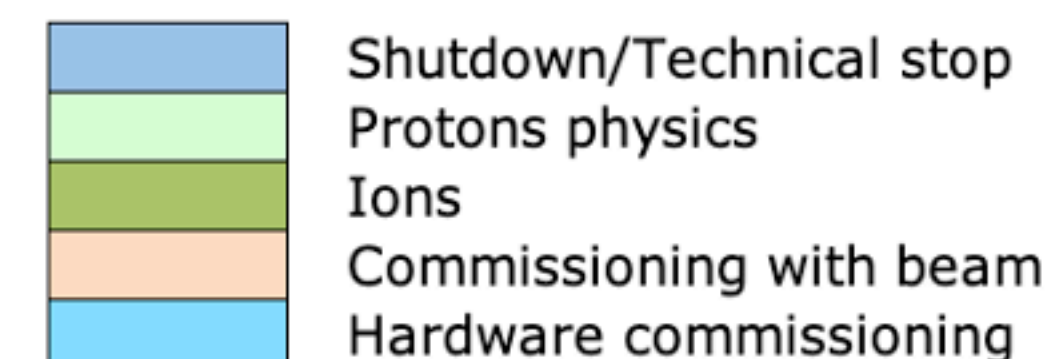 Shutdown/Technical stop
Protons physics
Ions
Commissioning with beam
Hardware commissioning